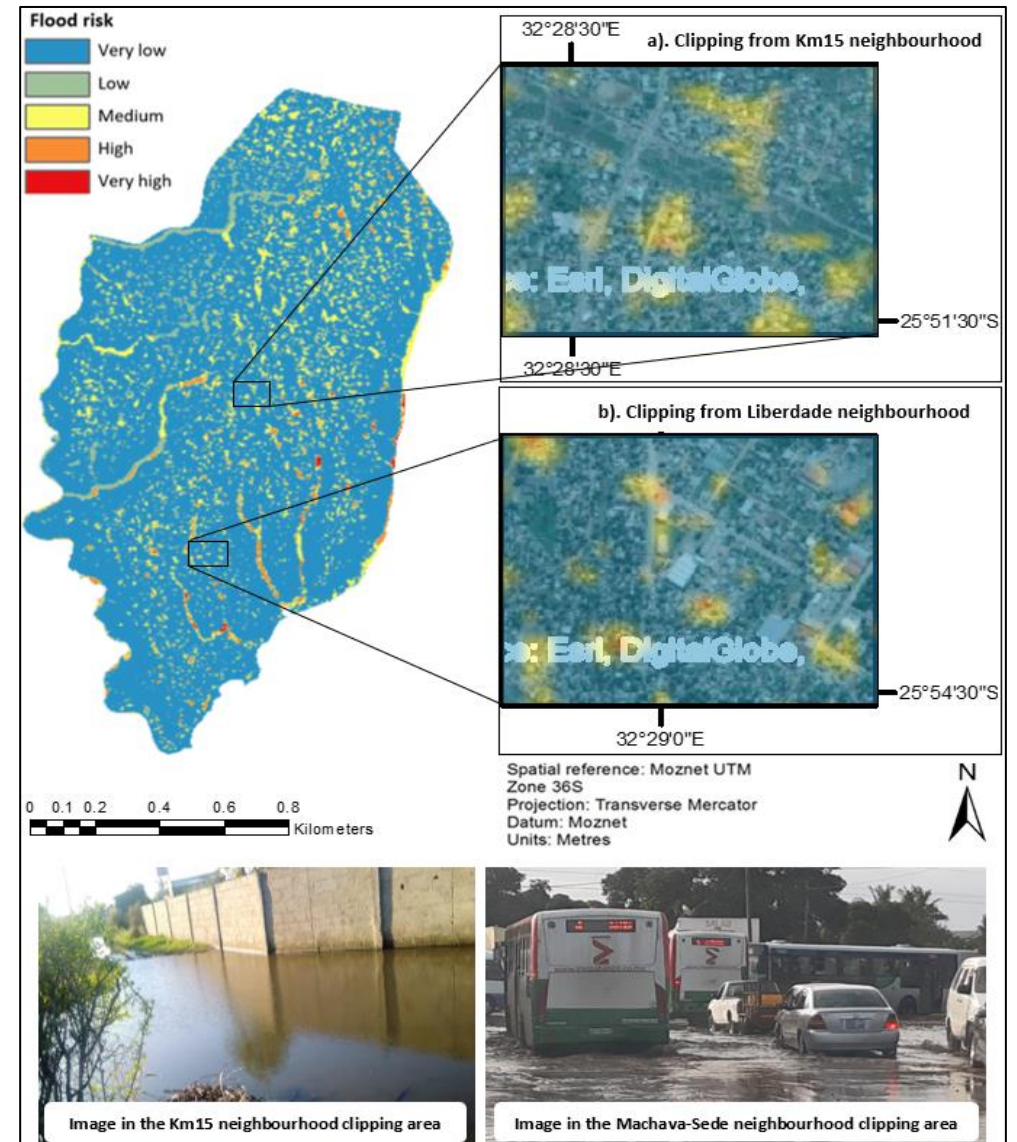 Flood risk
Very low
Low
Medium
High
Very high
32°28'30"E
a). Clipping from Km15 neighbourhood
ce: Esri, DigitalGlobe,
25°51'30"S
32°28'30"E
b). Clipping from Liberdade neighbourhood
ce: Esri, DigitalGlobe,
25°54'30"S
32°29'0"E
Spatial reference: Moznet UTM
Zone 36S
Projection: Transverse Mercator
Datum: Moznet
Units: Metres
N
0 0.1 0.2 0.4 0.6 0.8
Kilometers
Image in the Km15 neighbourhood clipping area
Image in the Machava-Sede neighbourhood clipping area